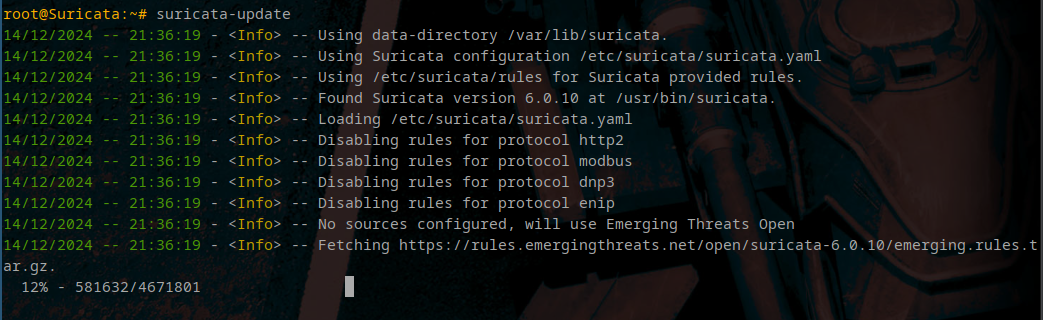 root@Suricata:~# suricata-update
14/12/2024 -- 21:36:19 - <Info> -- Using data-directory /var/lib/suricata.
14/12/2024 -- 21:36:19 - <Info> -- Using Suricata configuration /etc/suricata/suricata.yaml
14/12/2024 -- 21:36:19 - <Info> -- Using /etc/suricata/rules for Suricata provided rules.
14/12/2024 -- 21:36:19 - <Info> -- Found Suricata version 6.0.10 at /usr/bin/suricata.
14/12/2024 -- 21:36:19 - <Info> -- Loading /etc/suricata/suricata.yaml
14/12/2024 -- 21:36:19 - <Info> -- Disabling rules for protocol http2
14/12/2024 -- 21:36:19 - <Info> -- Disabling rules for protocol modbus
14/12/2024 -- 21:36:19 - <Info> -- Disabling rules for protocol dnp3
14/12/2024 -- 21:36:19 - <Info> -- Disabling rules for protocol enip
14/12/2024 -- 21:36:19 - <Info> -- No sources configured, will use Emerging Threats Open
14/12/2024 -- 21:36:19 - <Info> -- Fetching https://rules.emergingthreats.net/open/suricata-6.0.10/emerging.rules.t
ar.gz.
12% - 581632/4671801